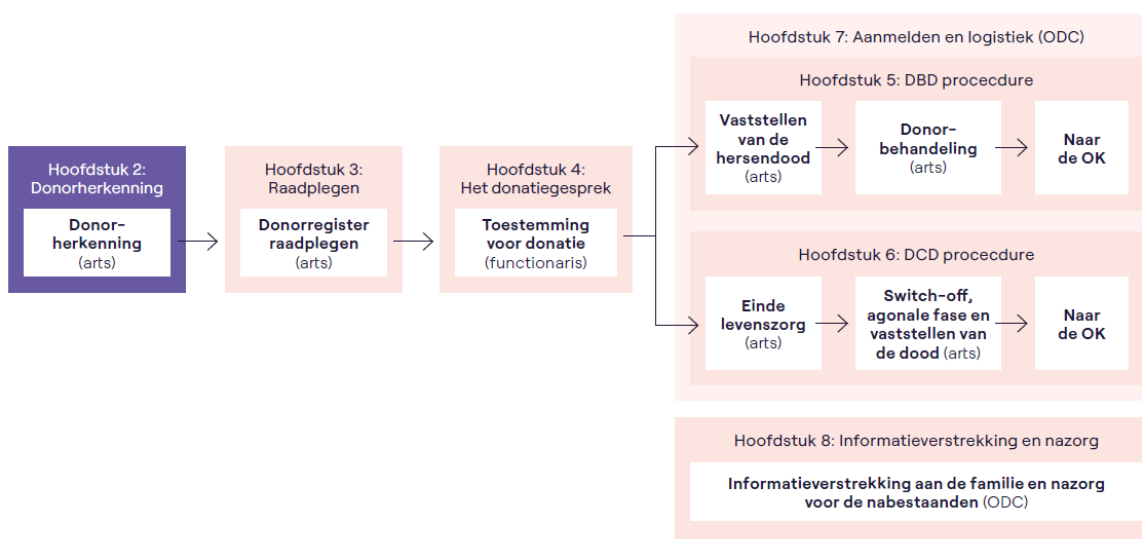 Hoofdstuk 2:
Donorherkenning
Donor-
herkenning
(arts)
Hoofdstuk 3:
Raadplegen
Donorregister
raadplegen
(arts)
Hoofdstuk 4:
Het donatiegesprek
Toestemming
voor donatie
(functionaris)
Hoofdstuk 7: Aanmelden en logistiek (ODC)
Hoofdstuk 5: DBD procecdure
Vaststellen
van de
hersendood
(arts)
Donor-
behandeling
(arts)
Naar
de OK
Hoofdstuk 6: DCD procecdure
Einde
levenszorg
(arts)
Switch-off,
agonale fase en
vaststellen van
de dood (arts)
Naar
de OK
Hoofdstuk 8: Informatieverstrekking en nazorg
Informatieverstrekking aan de familie en nazorg
voor de nabestaanden (ODC)